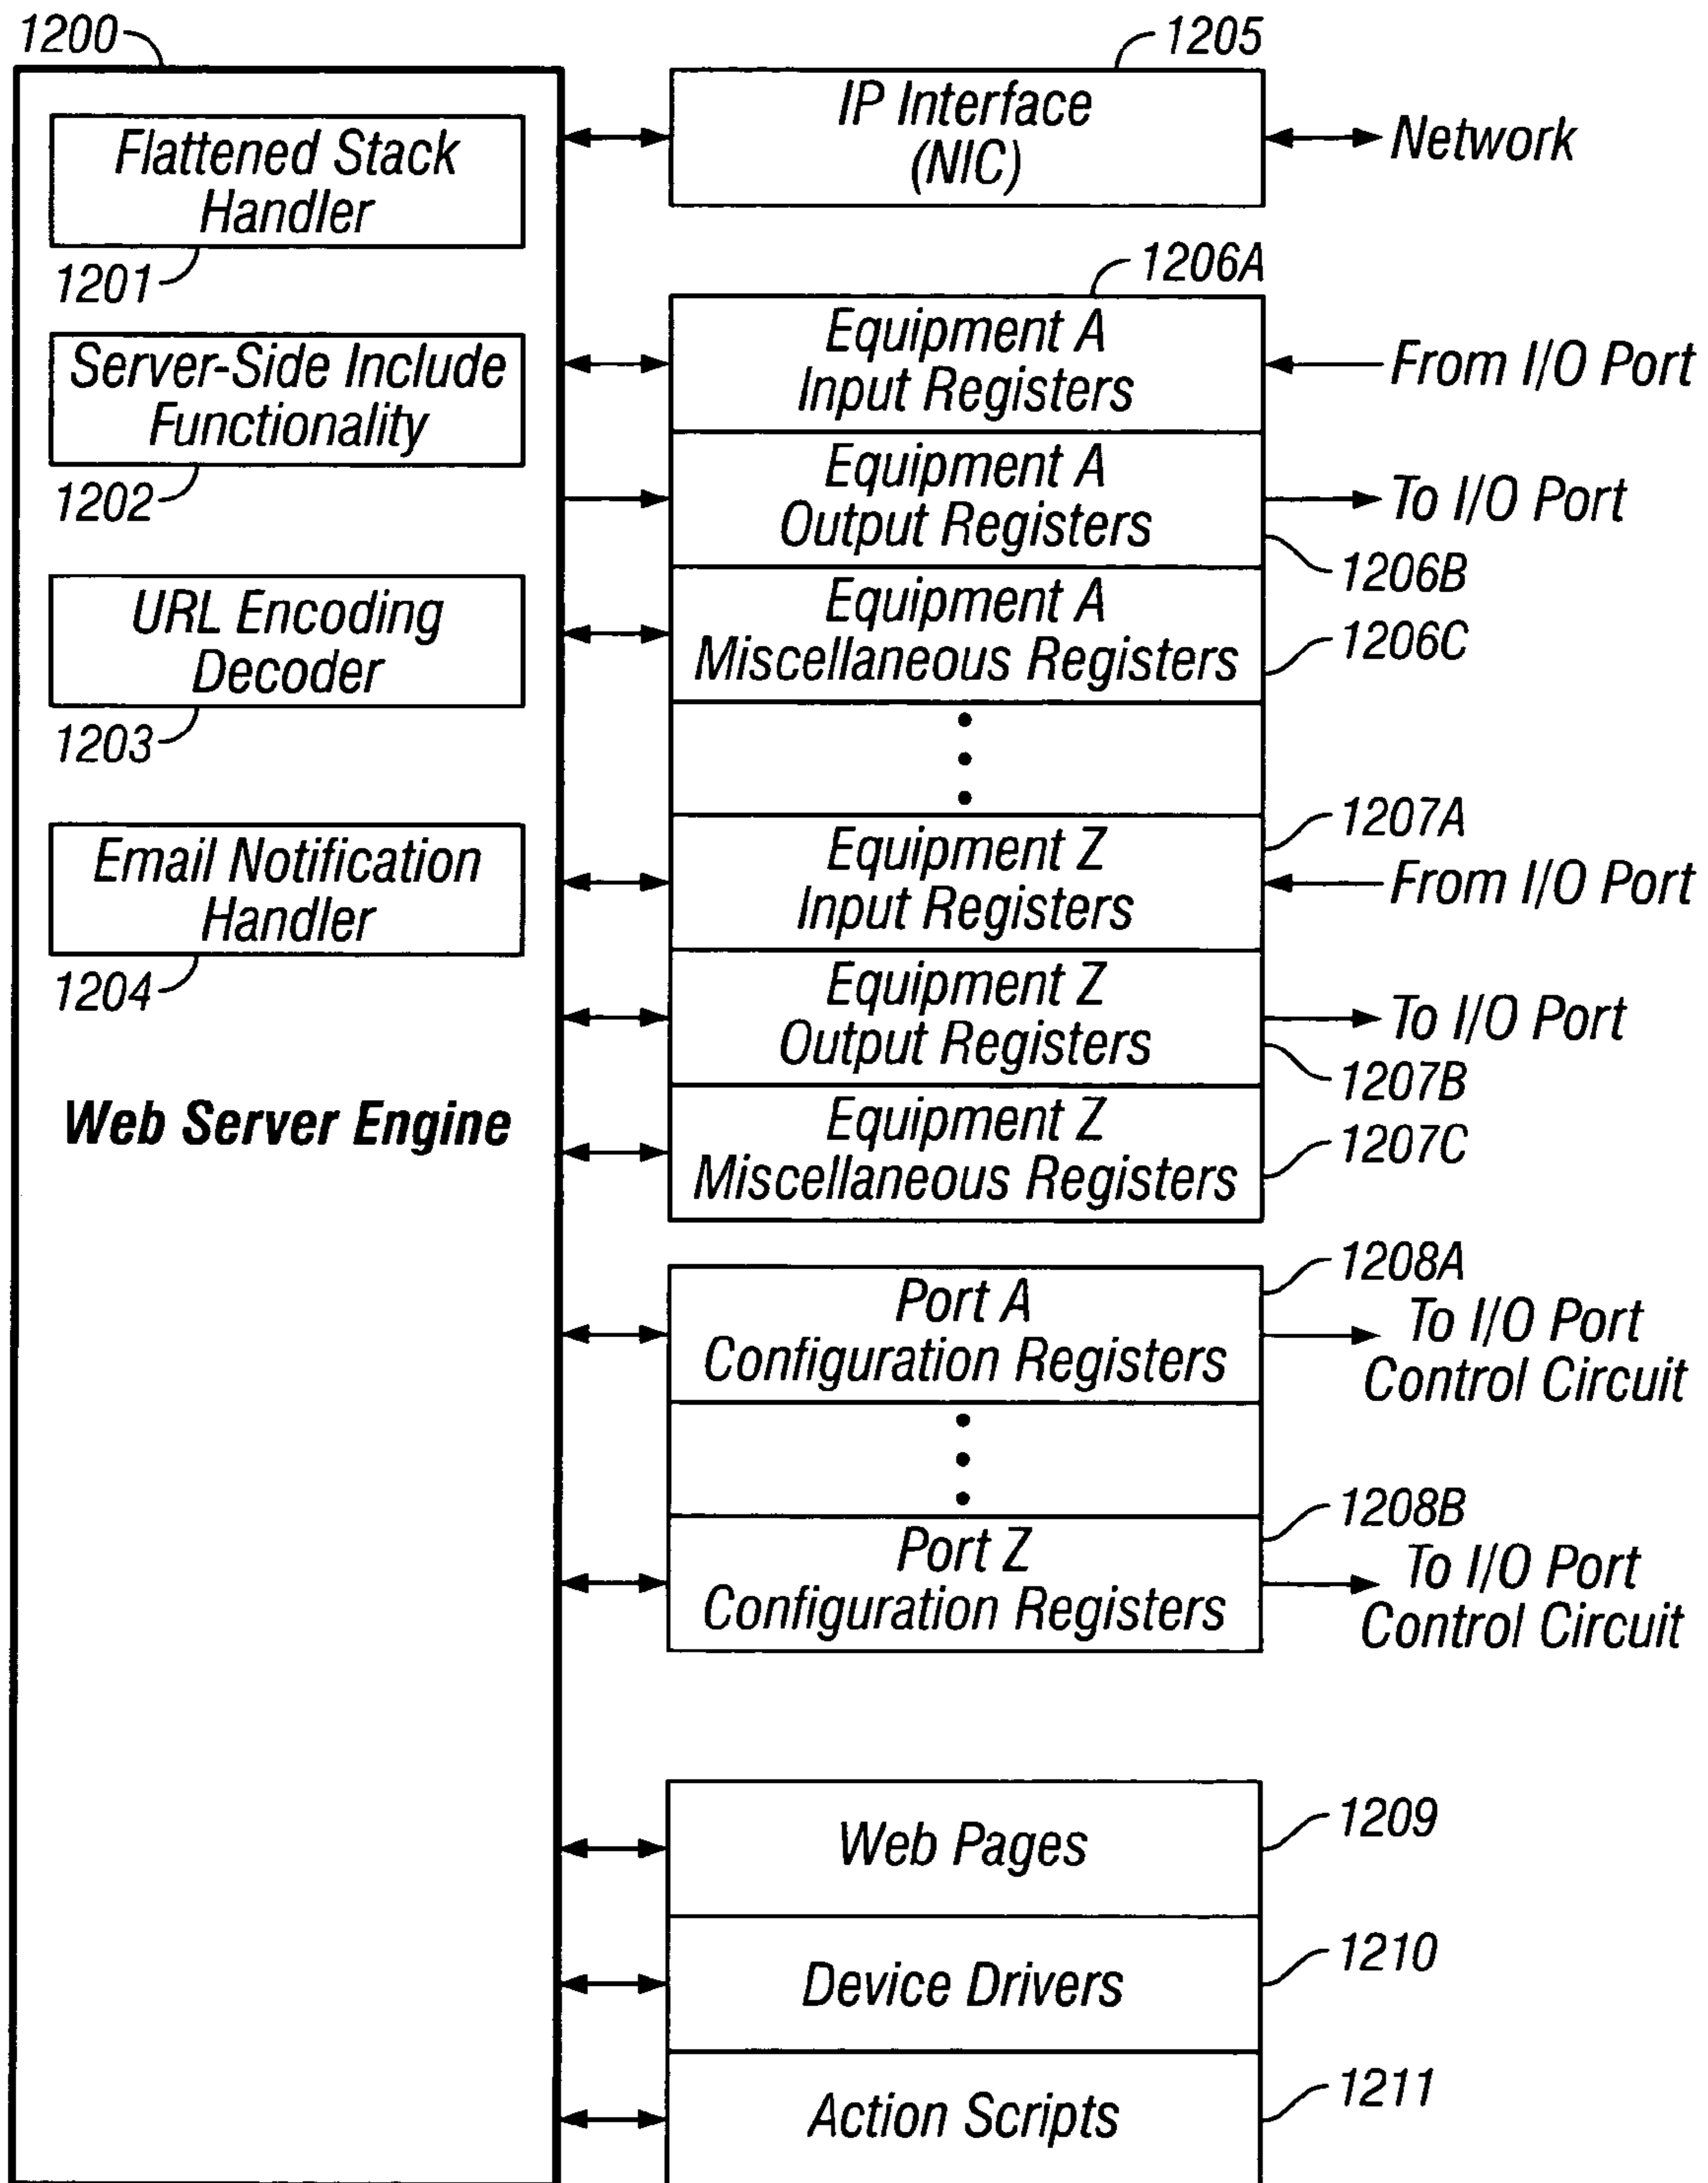 1200
Flattened Stack
Handler
1201
Server-Side Include
Functionality
1202
URL Encoding
Decoder
1203
Email Notification
Handler
1204
Web Server Engine
1205
IP Interface
(NIC)
Network
1206A
Equipment A
Input Registers
From I/O Port
Equipment A
Output Registers
To I/O Port
1206B
Equipment A
Miscellaneous Registers
1206C
1207A
Equipment Z
Input Registers
From I/O Port
Equipment Z
Output Registers
To I/O Port
1207B
Equipment Z
Miscellaneous Registers
1207C
1208A
Port A
Configuration Registers
To I/O Port
Control Circuit
1208B
Port Z
Configuration Registers
To I/O Port
Control Circuit
1209
Web Pages
1210
Device Drivers
1211
Action Scripts